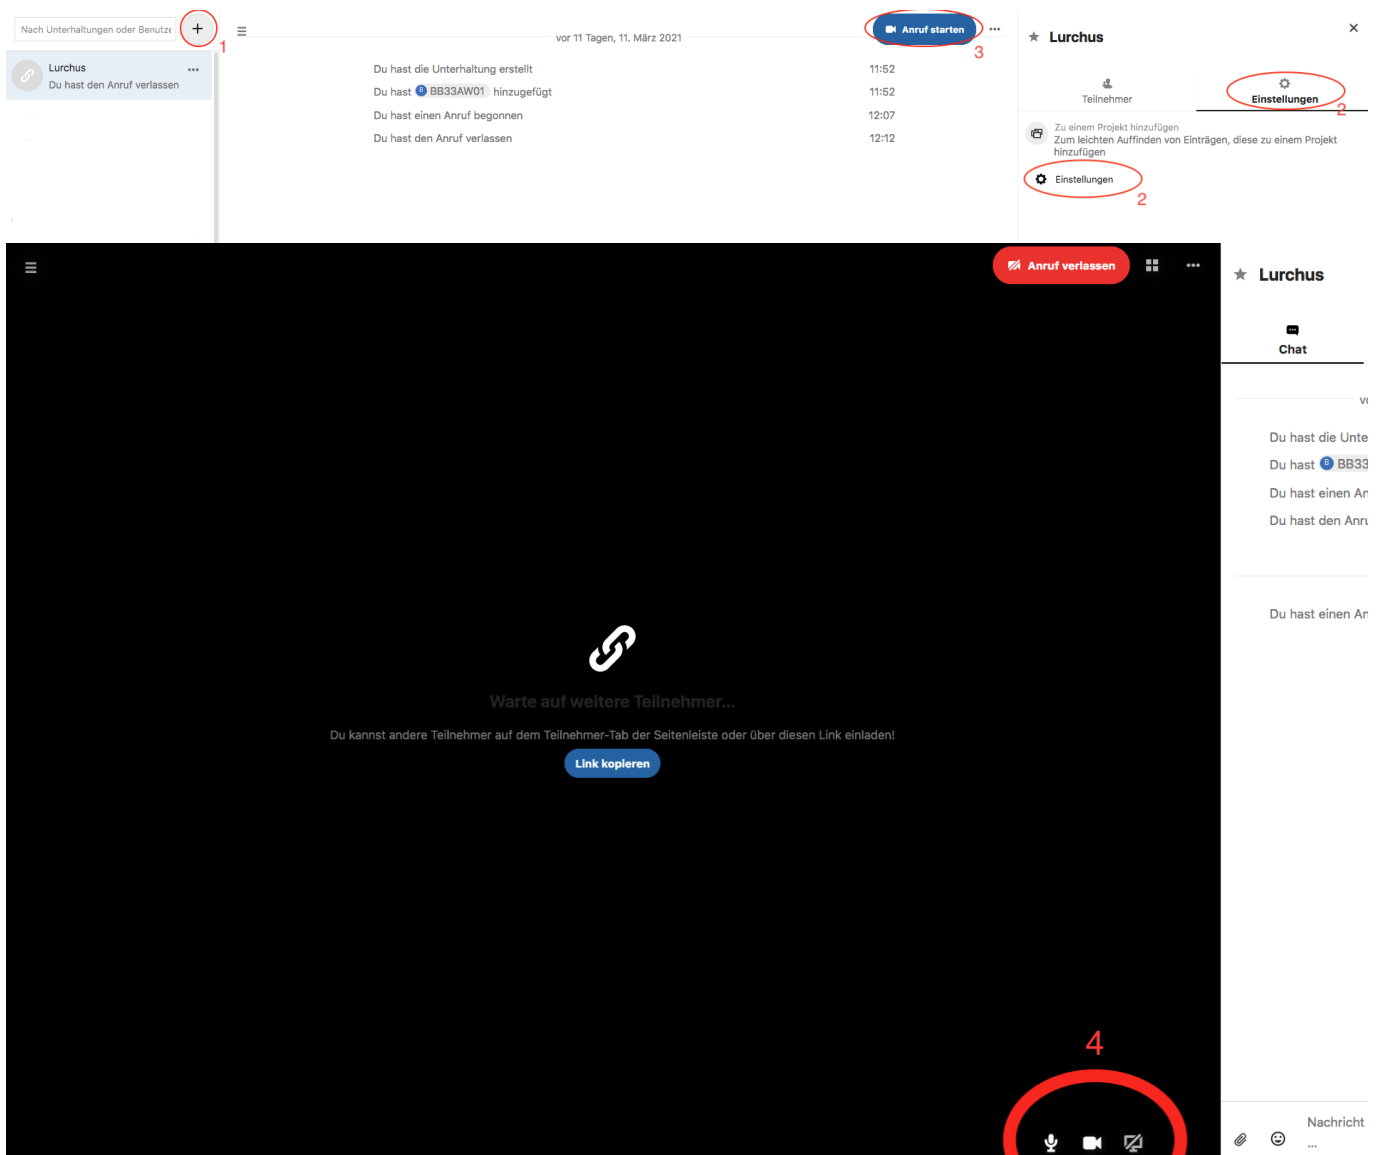 Nach Unterhaltungen oder Benutze
1
vor 11 Tagen, 11. März 2021
Anruf starten
3
Lurchus
Lurchus
Du hast den Anruf verlassen
Du hast die Unterhaltung erstellt 11:52
Du hast B BB33AW01 hinzugefügt 11:52
Du hast einen Anruf begonnen 12:07
Du hast den Anruf verlassen 12:12
Teilnehmer
Einstellungen
2
Zu einem Projekt hinzufügen
Zum leichten Auffinden von Einträgen, diese zu einem Projekt
hinzufügen
Einstellungen
2
Anruf verlassen
Lurchus
Chat
Du hast die Unte
Du hast B BB33
Du hast einen An
Du hast den Anru
Du hast einen An
Warte auf weitere Teilnehmer...
Du kannst andere Teilnehmer auf dem Teilnehmer-Tab der Seitenleiste oder über diesen Link einladen!
Link kopieren
4
Nachricht
...